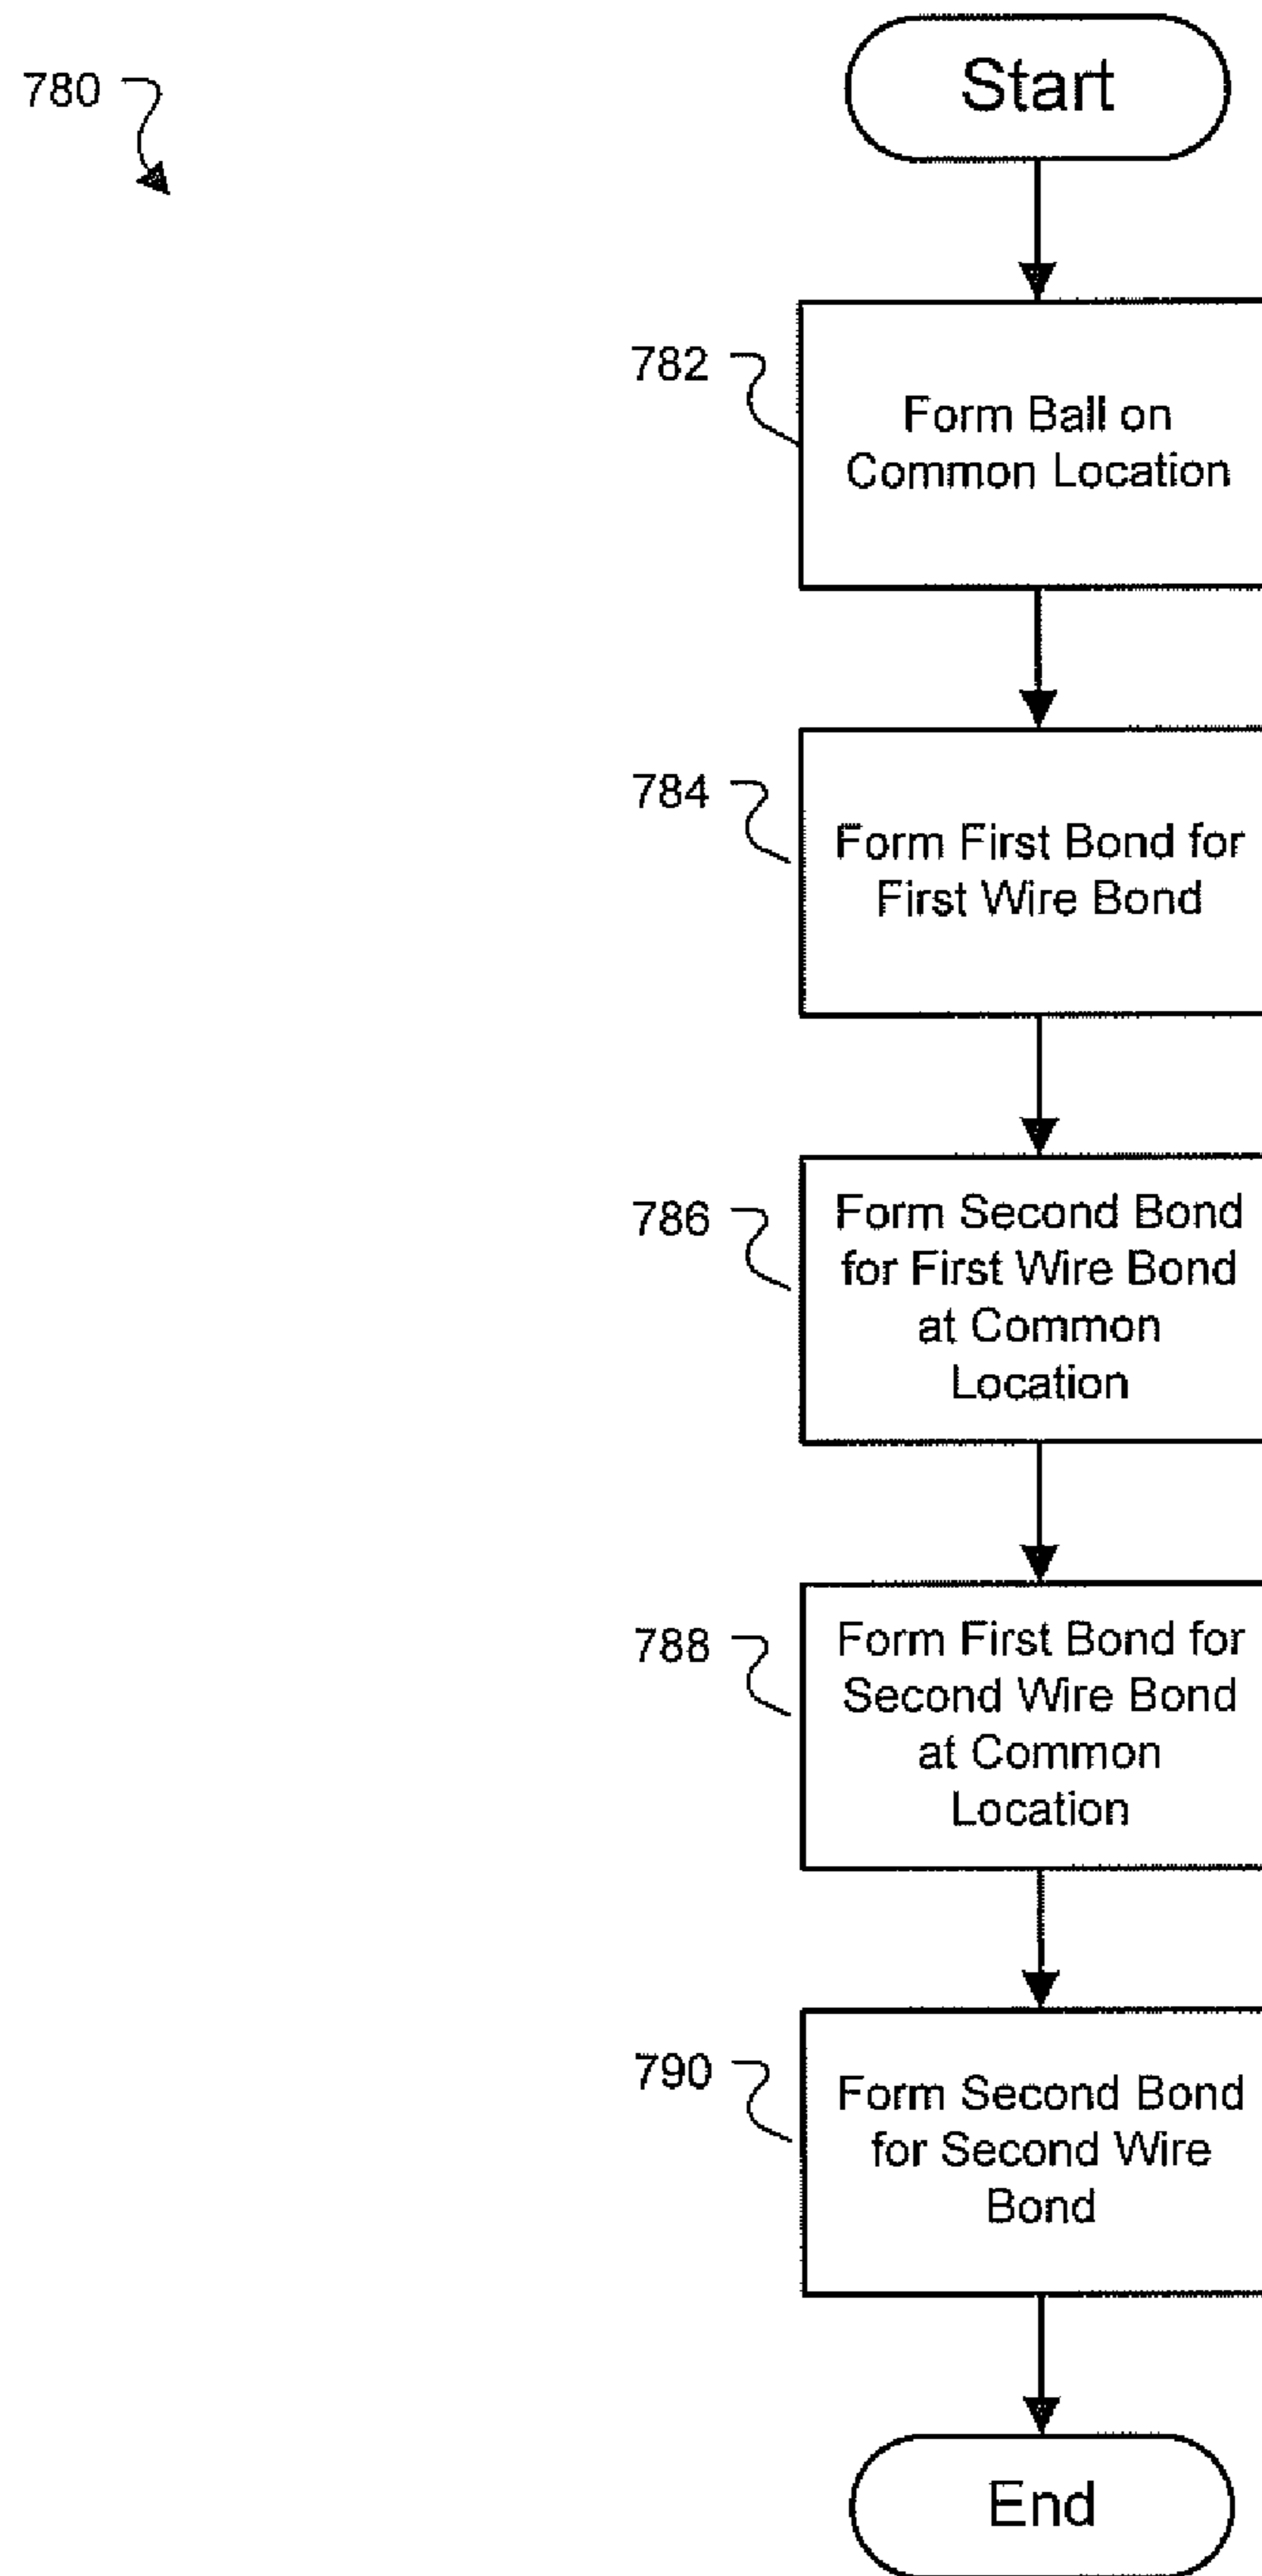 780
Start
782
Form Ball on
Common Location
784
Form First Bond for
First Wire Bond
786
Form Second Bond
for First Wire Bond
at Common
Location
788
Form First Bond for
Second Wire Bond
at Common
Location
790
Form Second Bond
for Second Wire
Bond
End